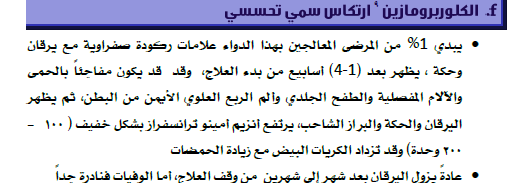 f. الكلوربرومازين ٩ ارتكاس سمي تحسسي
• يبدي 1% من المرضى المعالجين بهذا الدواء علامات ركودة صفراوية مع يرقان
وحكة ، يظهر بعد (1-4) أسابيع من بدء العلاج، وقد قد يكون مفاجئاً بالحمى
والآلام المفصلية والطفح الجلدي وألم الربع العلوي الأيمن من البطن، ثم يظهر
اليرقان والحكة والبراز الشاحب، يرتفع أنزيم أمينو ترانسفراز بشكل خفيف ( ١٠٠ –
٢٠٠ وحدة) وقد تزداد الكريات البيض مع زيادة الحمضات
• عادةً يزول اليرقان بعد شهر إلى شهرين من وقف العلاج، أما الوفيات فنادرة جداً